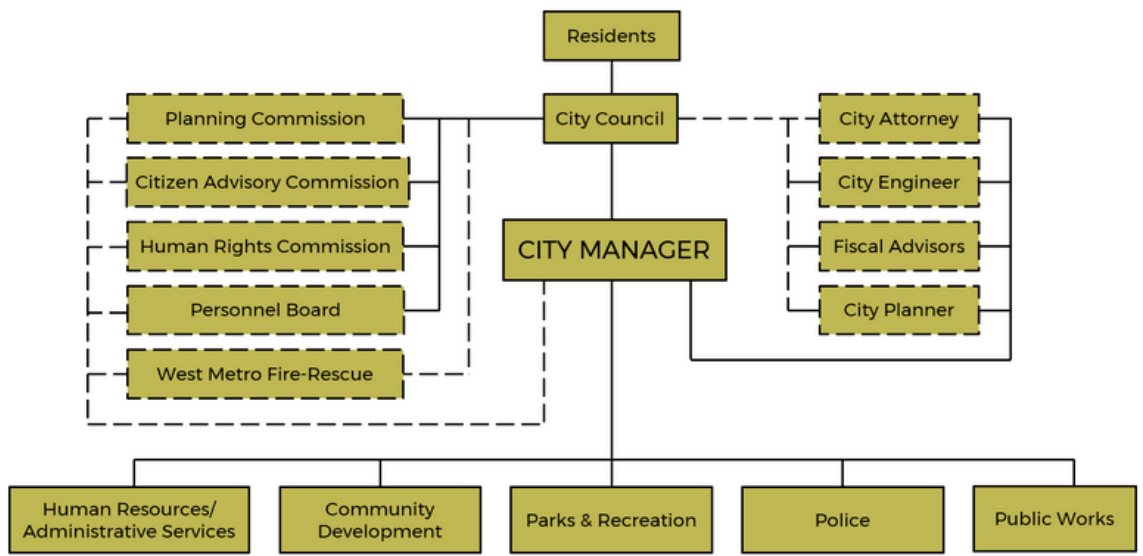 Residents
Planning Commission
City Council
City Attorney
Citizen Advisory Commission
City Engineer
Human Rights Commission
CITY MANAGER
Fiscal Advisors
Personnel Board
City Planner
West Metro Fire-Rescue
Human Resources/
Administrative Services
Community
Development
Parks & Recreation
Police
Public Works